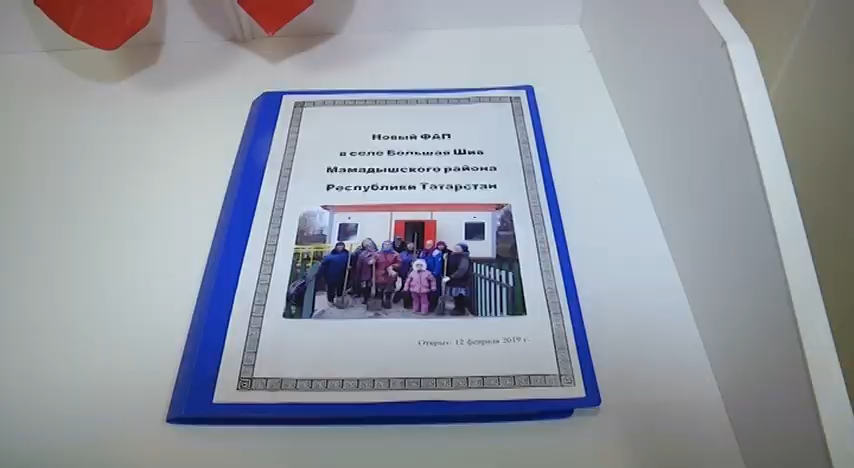 Новый ФАП
в селе Большая Шия
Мамадышского района
Республики Татарстан
Открыт: 12 февраля 2019 г.